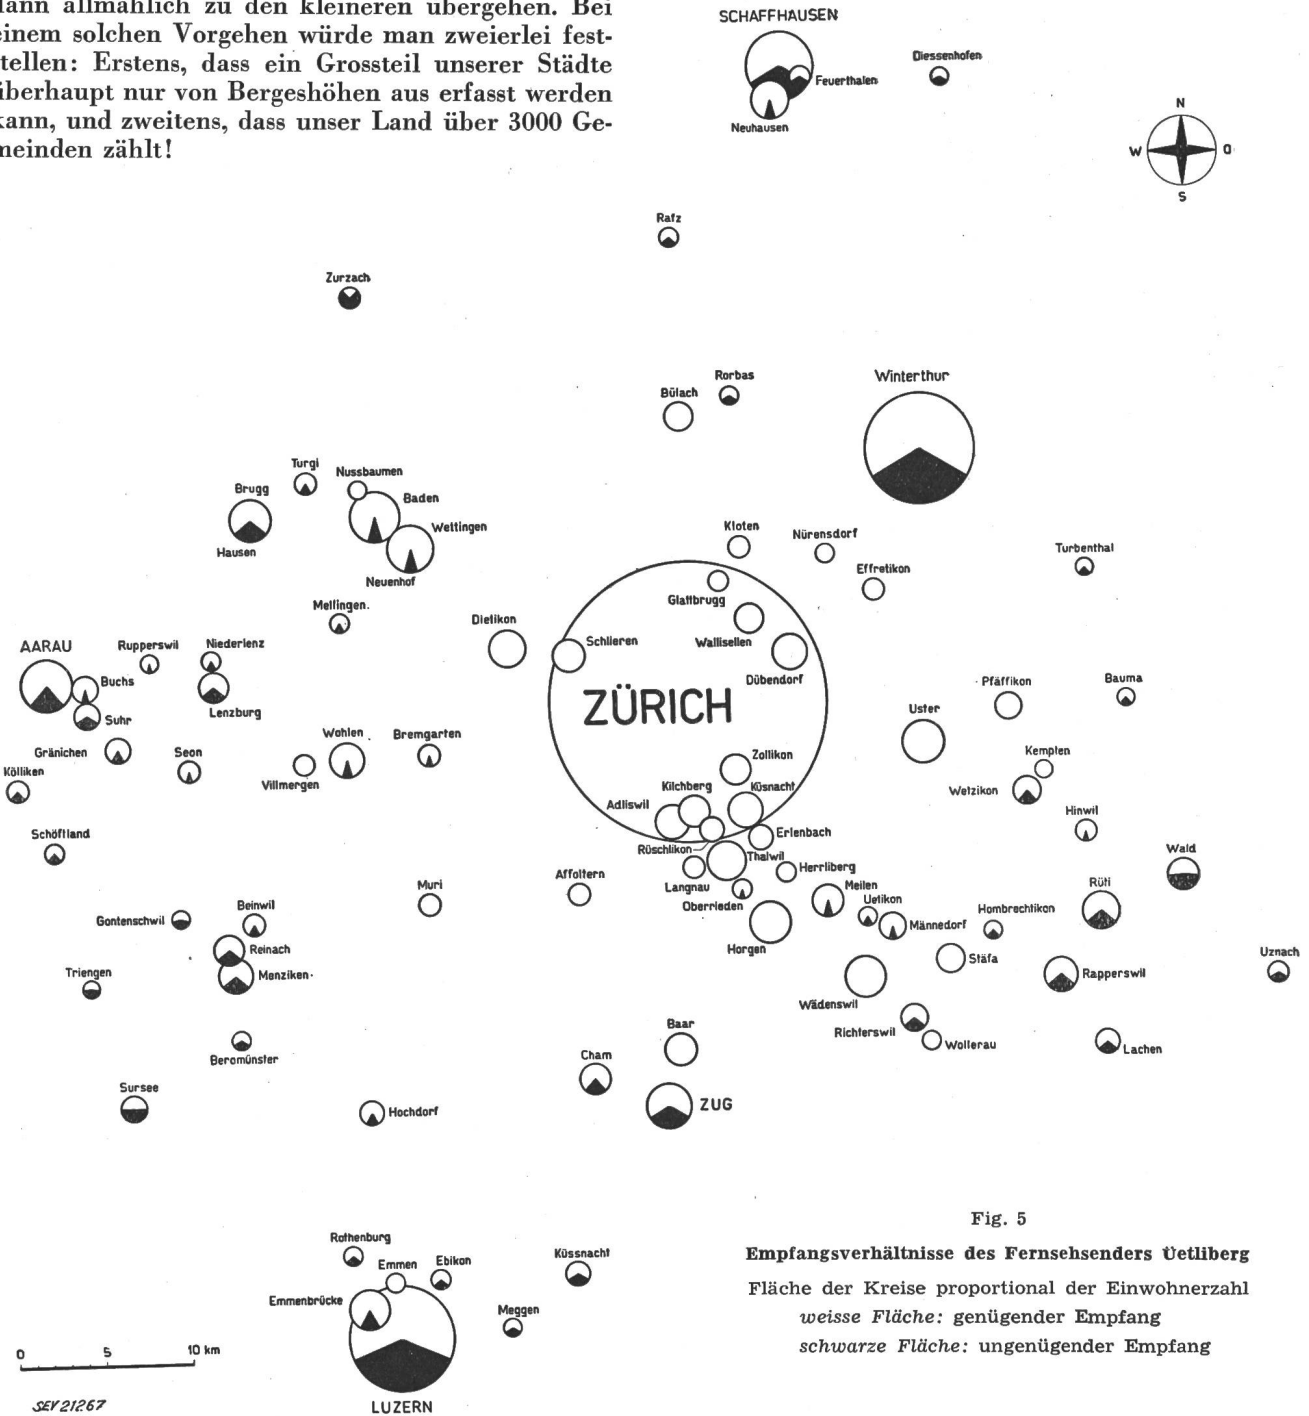 dann allmählich zu den kleineren übergehen. Bei
einem solchen Vorgehen würde man zweierlei fest-
stellen: Erstens, dass ein Grossteil unserer Städte
überhaupt nur von Bergeshöhen aus erfasst werden
kann, und zweitens, dass unser Land über 3000 Ge-
meinden zählt!
SCHAFFHAUSEN
Diessenhofen
Feuerthalen
Neuhausen
N
W
O
S
Rafz
Zurzach
Rorbas
Bülach
Winterthur
Turgi
Nussbaumen
Brugg
Baden
Wettingen
Hausen
Neuenhof
Kloten
Nürensdorf
Effretikon
Turbenthal
Mellingen
Glattbrugg
Dietikon
Schlieren
Wallisellen
Dübendorf
AARAU
Rupperswil
Niederlenz
Buchs
Suhr
Lenzburg
ZÜRICH
Pfäffikon
Bauma
Uster
Gränichen
Seon
Wohlen
Bremgarten
Villmergen
Kölliken
Zollikon
Kempten
Wetzikon
Kilchberg
Küsnacht
Adliswil
Hinwil
Schöftland
Erlenbach
Rüschlikon
Thalwil
Wald
Langnau
Herrliberg
Affoltern
Muri
Oberrieden
Meilen
Uetikon
Rüti
Gontenschwil
Beinwil
Männedorf
Hombrechtikon
Horgen
Reinach
Stäfa
Uznach
Triengen
Menziken
Rapperswil
Wädenswil
Baar
Richterswil
Wollerau
Lachen
Beromünster
Cham
Sursee
Hochdorf
ZUG
Rothenburg
Emmen
Ebikon
Küssnacht
Emmenbrücke
Meggen
LUZERN
0 5 10 km
SEV 21267
Fig. 5
Empfangsverhältnisse des Fernsehsenders Uetliberg
Fläche der Kreise proportional der Einwohnerzahl
weisse Fläche: genügender Empfang
schwarze Fläche: ungenügender Empfang